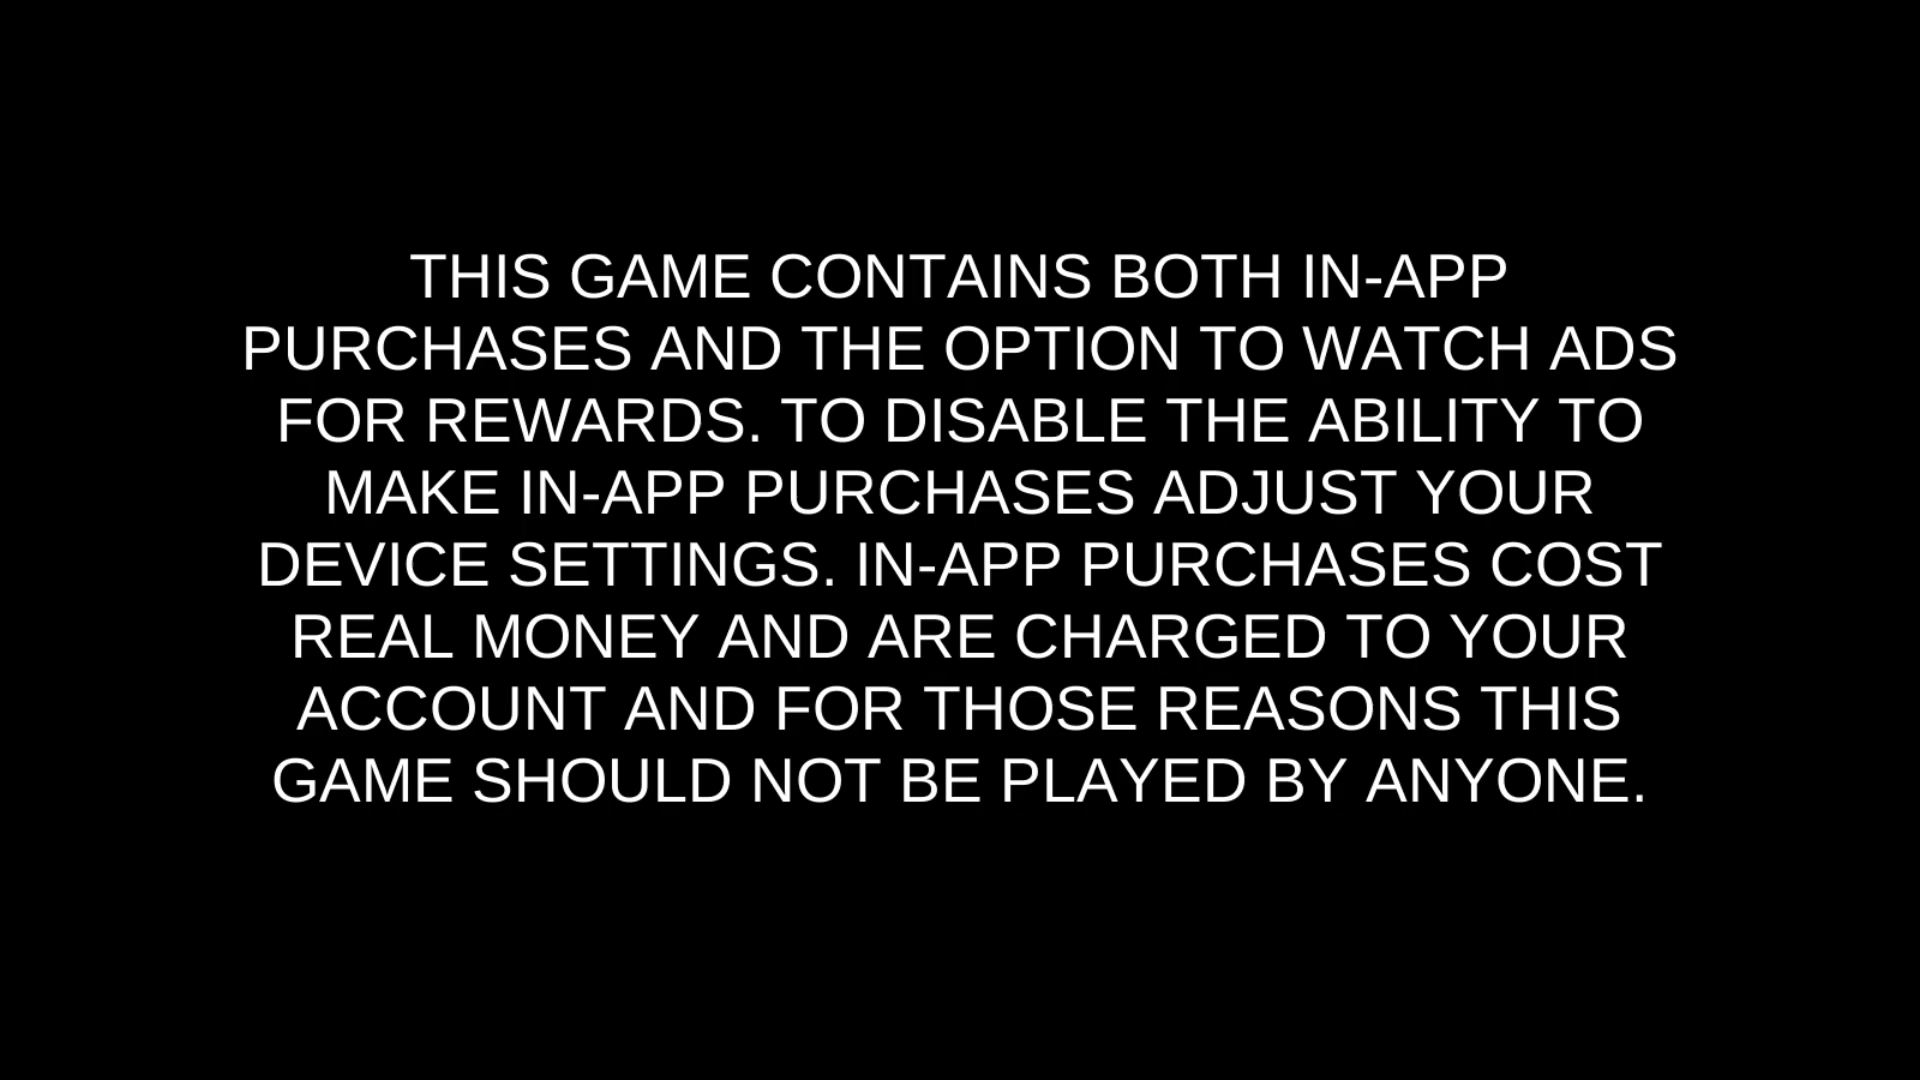 THIS GAME CONTAINS BOTH IN-APP
PURCHASES AND THE OPTION TO WATCH ADS
FOR REWARDS. TO DISABLE THE ABILITY TO
MAKE IN-APP PURCHASES ADJUST YOUR
DEVICE SETTINGS. IN-APP PURCHASES COST
REAL MONEY AND ARE CHARGED TO YOUR
ACCOUNT AND FOR THOSE REASONS THIS
GAME SHOULD NOT BE PLAYED BY ANYONE.